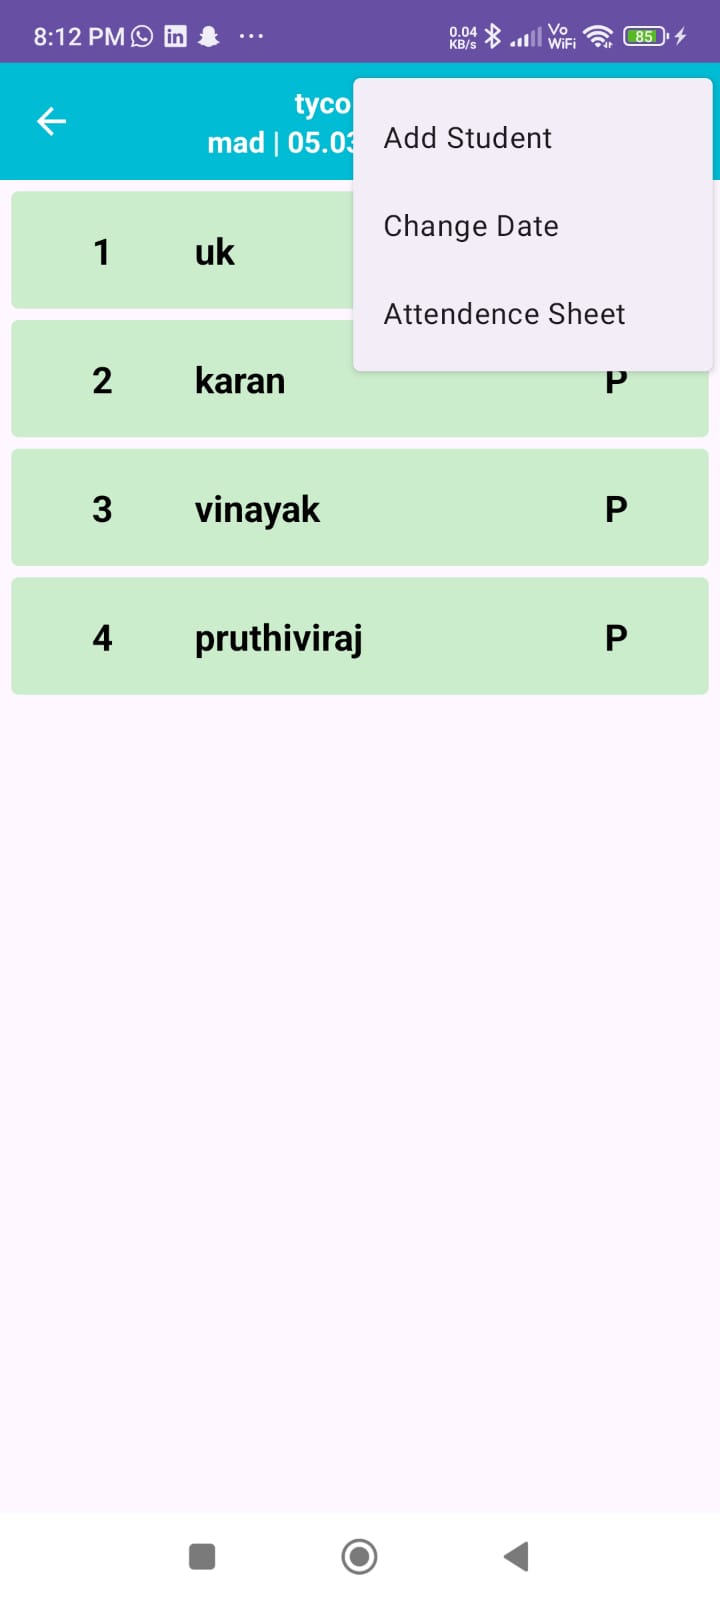 8:12 PM
0.04 KB/s
Vo WiFi
85
tyco
mad | 05.03
Add Student
Change Date
Attendence Sheet
1 uk
2 karan P
3 vinayak P
4 pruthiviraj P